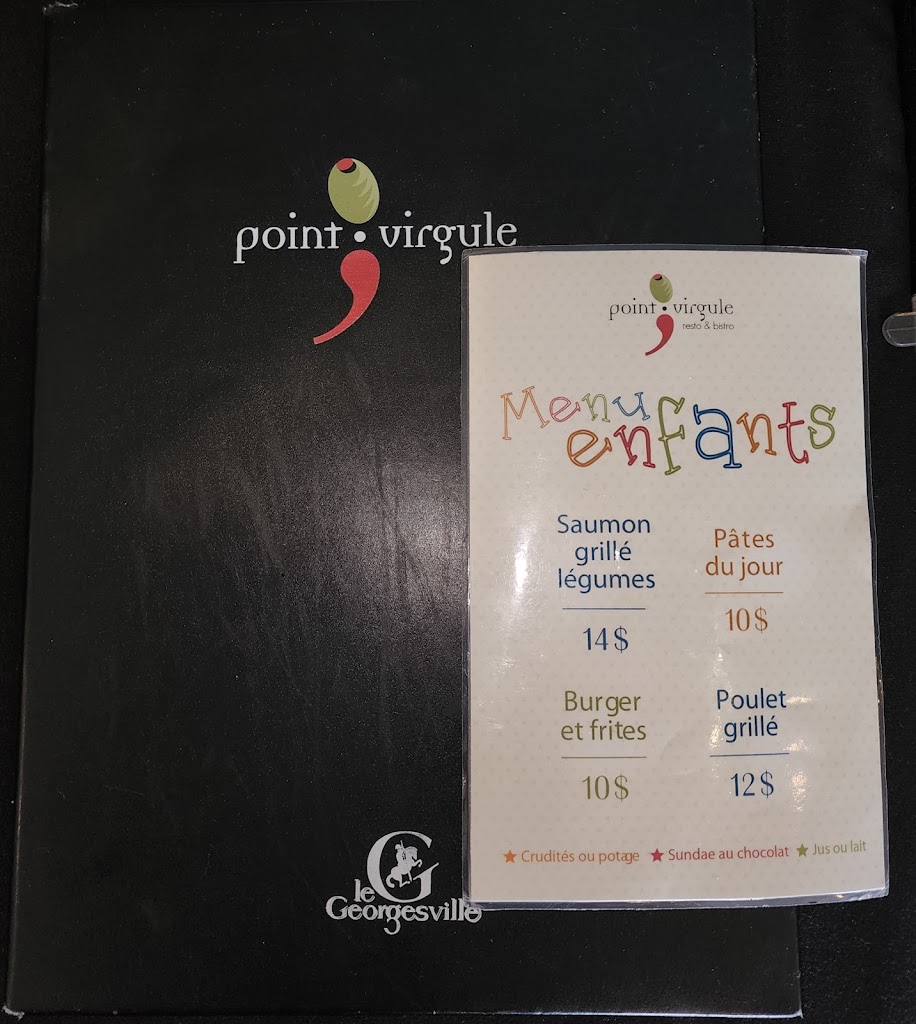 point virgule
le
Georgesville
point virgule
resto & bistro
Menu
enfants
Saumon
grillé
légumes
14$
Pâtes
du jour
10$
Burger
et frites
10$
Poulet
grillé
12$
★ Crudités ou potage ★ Sundae au chocolat ★ Jus ou lait